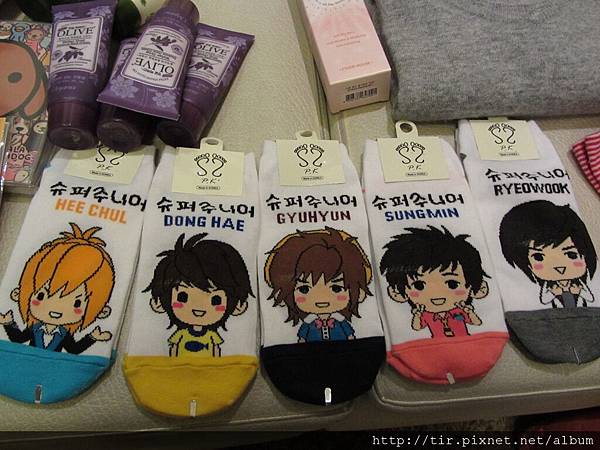 OLIVE
OLIVE
OLIVE
LA
DOG
P.K
슈퍼주니어
HEE CHUL
P.K
슈퍼주니어
DONG HAE
P.K
슈퍼주니어
GYUHYUN
P.K
슈퍼주니어
SUNGMIN
P.K
슈퍼주니어
RYEOWOOK
http://tir.pixnet.net/album